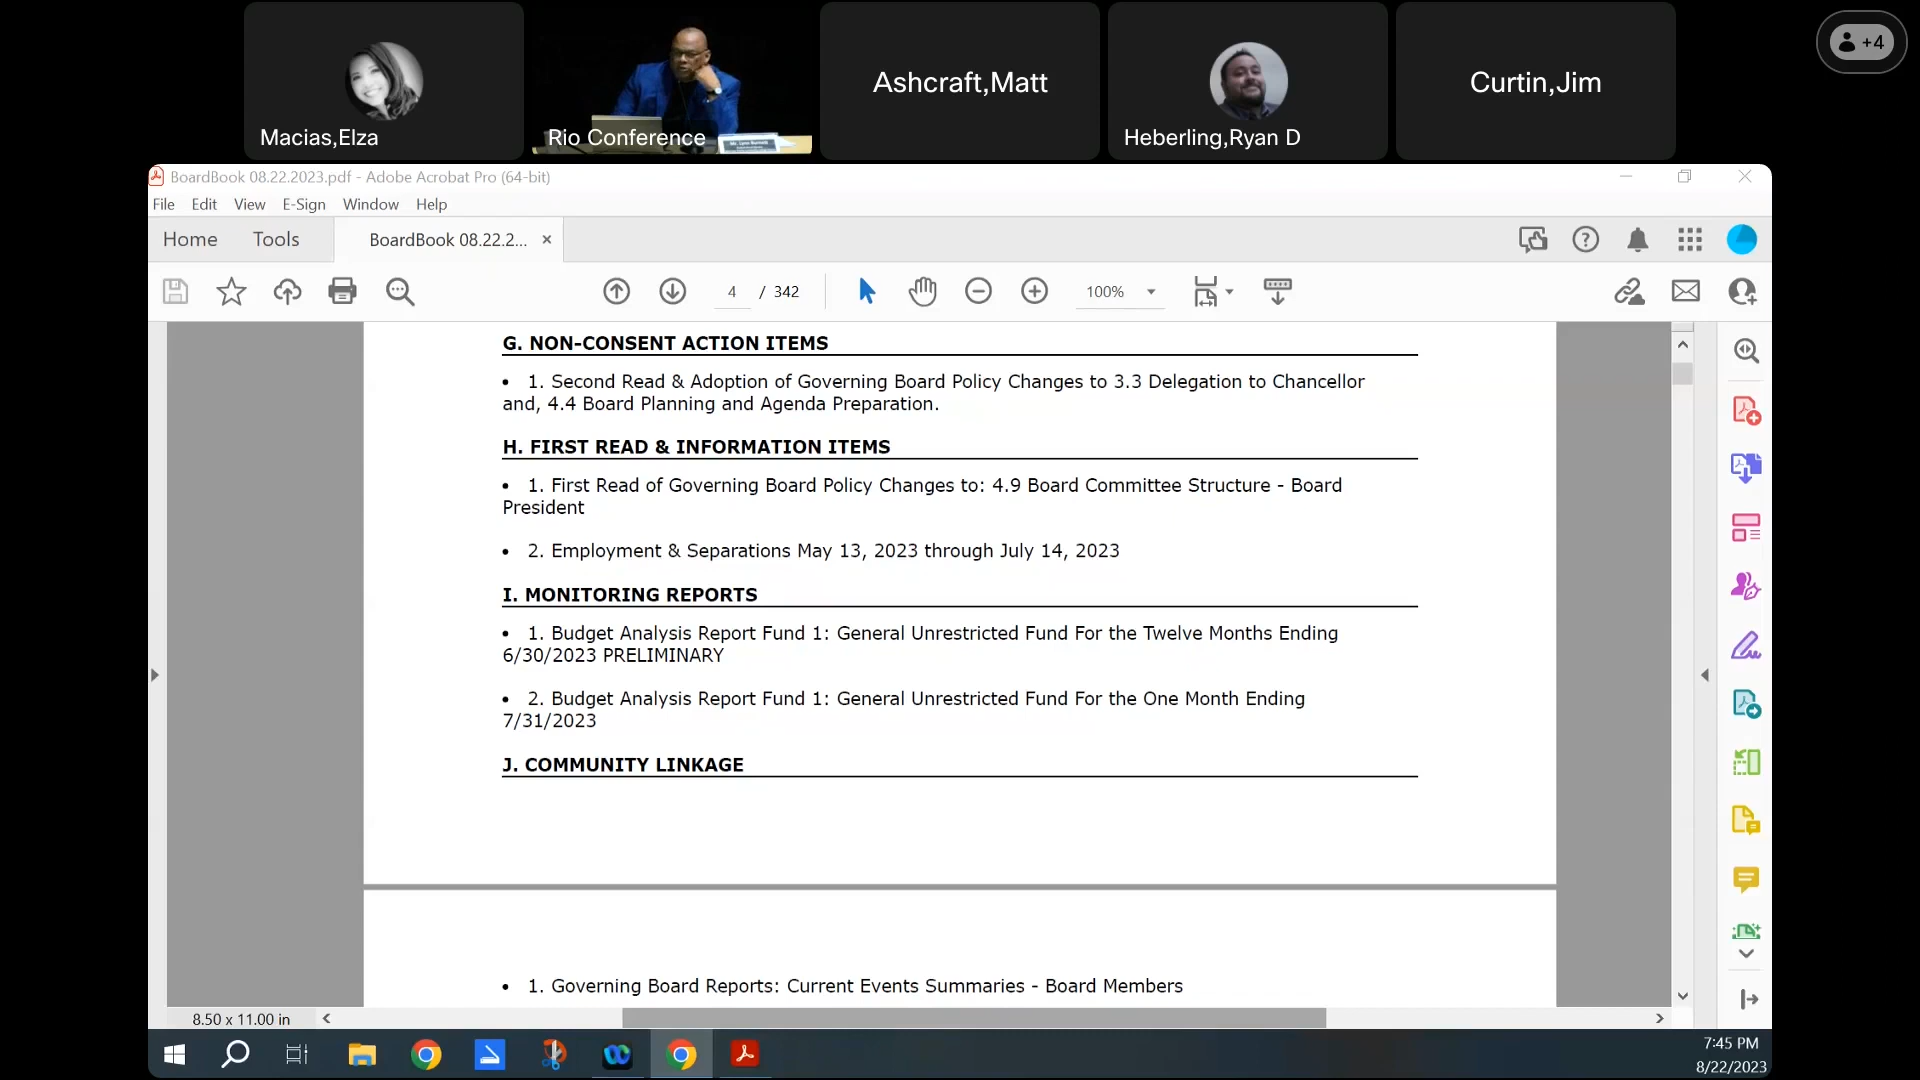 Macias,Elza
Rio Conference
Ashcraft,Matt
Heberling,Ryan D
Curtin,Jim
+4
BoardBook 08.22.2023.pdf - Adobe Acrobat Pro (64-bit)
File Edit View E-Sign Window Help
Home Tools BoardBook 08.22.2... ×
4 / 342 100%
G. NON-CONSENT ACTION ITEMS
• 1. Second Read & Adoption of Governing Board Policy Changes to 3.3 Delegation to Chancellor
and, 4.4 Board Planning and Agenda Preparation.
H. FIRST READ & INFORMATION ITEMS
• 1. First Read of Governing Board Policy Changes to: 4.9 Board Committee Structure - Board
President
• 2. Employment & Separations May 13, 2023 through July 14, 2023
I. MONITORING REPORTS
• 1. Budget Analysis Report Fund 1: General Unrestricted Fund For the Twelve Months Ending
6/30/2023 PRELIMINARY
• 2. Budget Analysis Report Fund 1: General Unrestricted Fund For the One Month Ending
7/31/2023
J. COMMUNITY LINKAGE
• 1. Governing Board Reports: Current Events Summaries - Board Members
8.50 x 11.00 in
7:45 PM
8/22/2023